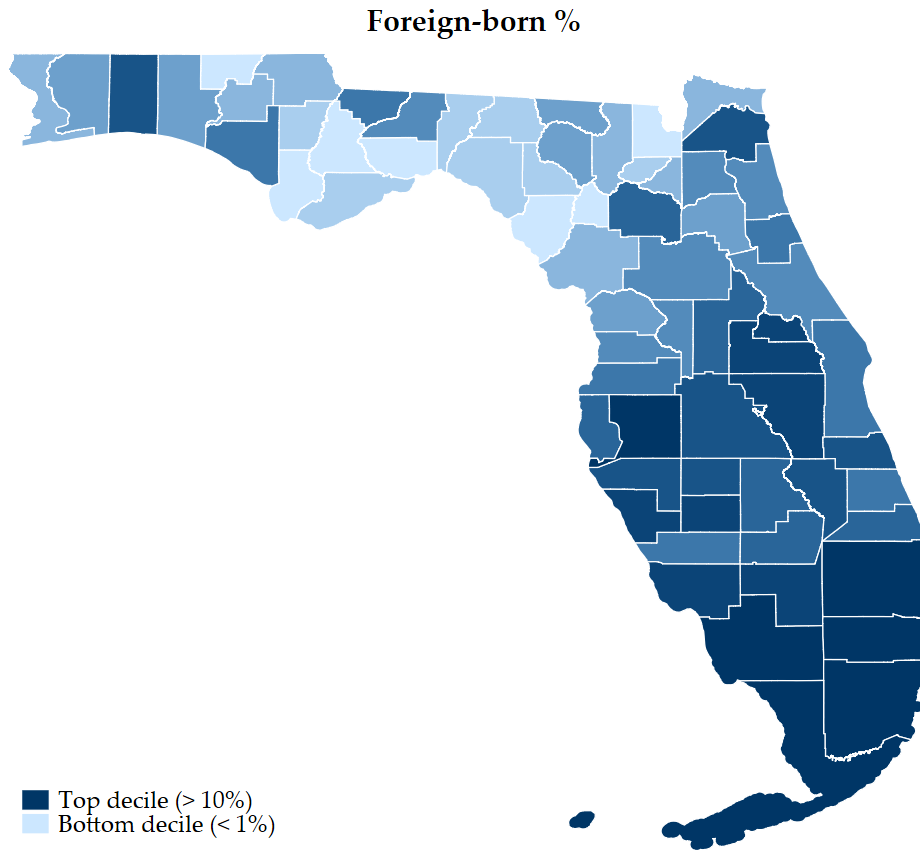 Foreign-born %
Top decile (> 10%)
Bottom decile (< 1%)